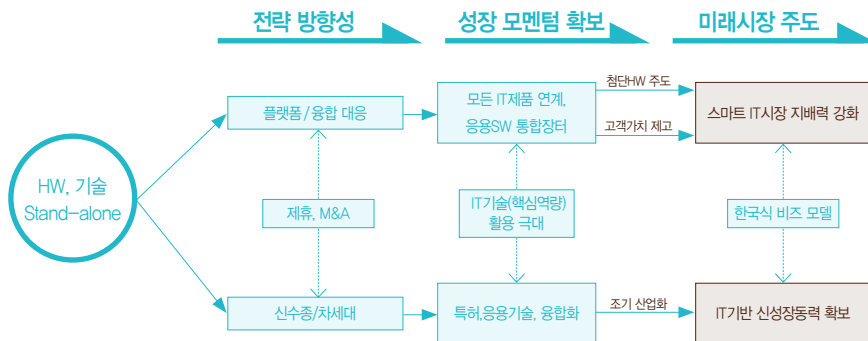 전략 방향성
성장 모멘텀 확보
미래시장 주도
플랫폼/융합 대응
모든 IT제품 연계,
응용SW 통합장터
첨단HW 주도
고객가치 제고
스마트 IT시장 지배력 강화
HW, 기술
Stand-alone
제휴, M&A
IT기술(핵심역량)
활용 극대
한국식 비즈 모델
신수종/차세대
특허,응용기술, 융합화
조기 산업화
IT기반 신성장동력 확보